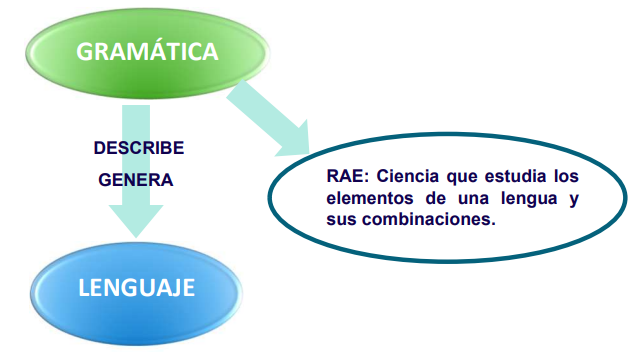 GRAMÁTICA
DESCRIBE
GENERA
RAE: Ciencia que estudia los
elementos de una lengua y
sus combinaciones.
LENGUAJE